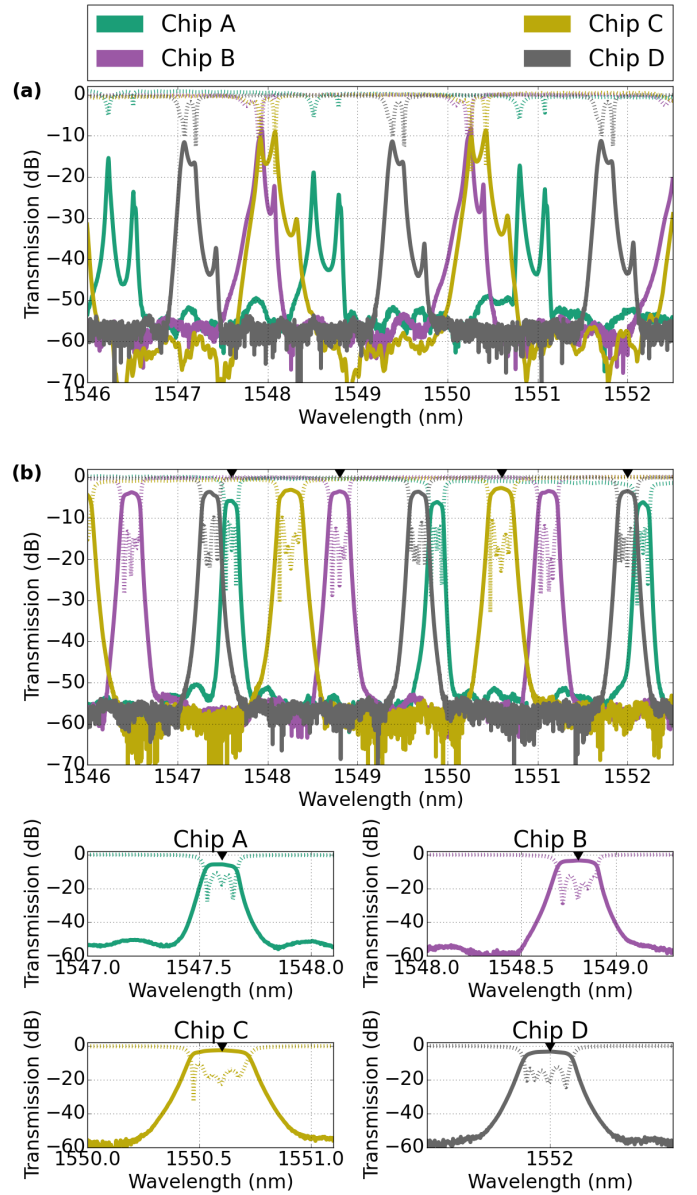 Chip A
Chip C
Chip B
Chip D
(a)
0
−10
−20
−30
−40
−50
−60
−70
Transmission (dB)
1546 1547 1548 1549 1550 1551 1552
Wavelength (nm)
(b)
0
−10
−20
−30
−40
−50
−60
−70
Transmission (dB)
1546 1547 1548 1549 1550 1551 1552
Wavelength (nm)
Chip A
0
−20
−40
−60
Transmission (dB)
1547.0 1547.5 1548.0
Wavelength (nm)
Chip B
0
−20
−40
−60
Transmission (dB)
1548.0 1548.5 1549.0
Wavelength (nm)
Chip C
0
−20
−40
−60
Transmission (dB)
1550.0 1550.5 1551.0
Wavelength (nm)
Chip D
0
−20
−40
−60
Transmission (dB)
1552
Wavelength (nm)